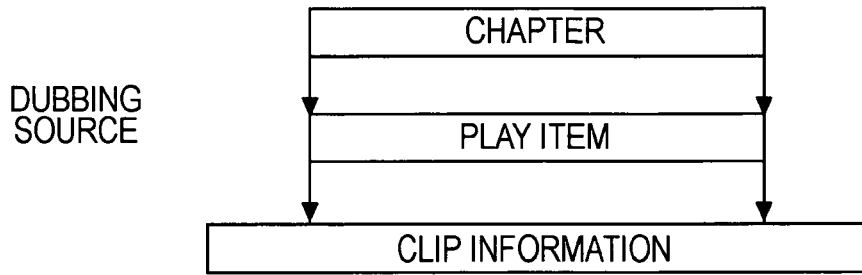 CHAPTER
DUBBING
SOURCE
PLAY ITEM
CLIP INFORMATION